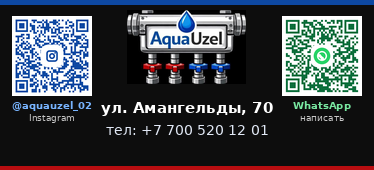 AquaUzel
@aquauzel_02
Instagram
ул. Амангельды, 70
тел: +7 700 520 12 01
WhatsApp
написать